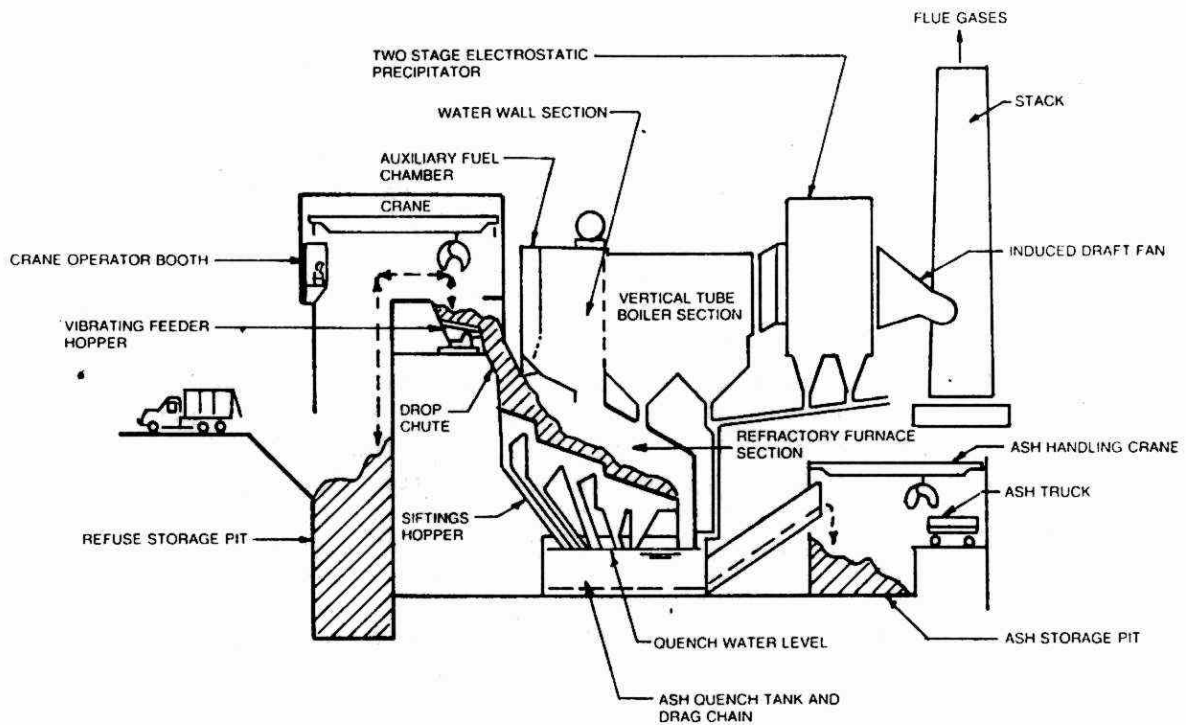 FLUE GASES
TWO STAGE ELECTROSTATIC
PRECIPITATOR
STACK
WATER WALL SECTION
AUXILIARY FUEL
CHAMBER
CRANE
CRANE OPERATOR BOOTH
INDUCED DRAFT FAN
VERTICAL TUBE
BOILER SECTION
VIBRATING FEEDER
HOPPER
DROP
CHUTE
REFRACTORY FURNACE
SECTION
ASH HANDLING CRANE
ASH TRUCK
SIFTINGS
HOPPER
REFUSE STORAGE PIT
QUENCH WATER LEVEL
ASH STORAGE PIT
ASH QUENCH TANK AND
DRAG CHAIN